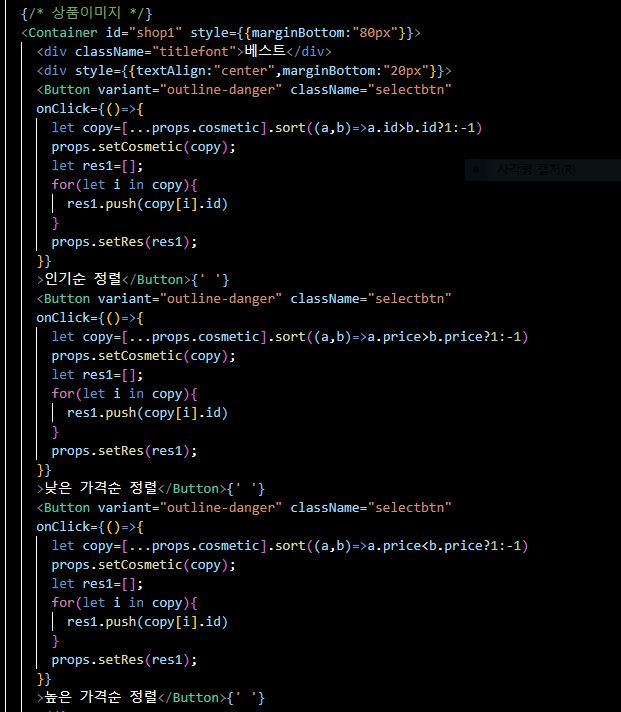 {/* 상품이미지 */}
<Container id="shop1" style={{marginBottom:"80px"}}>
<div className="titlefont">베스트</div>
<div style={{textAlign:"center",marginBottom:"20px"}}>
<Button variant="outline-danger" className="selectbtn"
onClick={()=>{
let copy=[...props.cosmetic].sort((a,b)=>a.id>b.id?1:-1)
props.setCosmetic(copy);
사각형 캡처(R)
let res1=[];
for(let i in copy){
res1.push(copy[i].id)
}
props.setRes(res1);
}}
>인기순 정렬</Button>{' '}
<Button variant="outline-danger" className="selectbtn"
onClick={()=>{
let copy=[...props.cosmetic].sort((a,b)=>a.price>b.price?1:-1)
props.setCosmetic(copy);
let res1=[];
for(let i in copy){
res1.push(copy[i].id)
}
props.setRes(res1);
}}
>낮은 가격순 정렬</Button>{' '}
<Button variant="outline-danger" className="selectbtn"
onClick={()=>{
let copy=[...props.cosmetic].sort((a,b)=>a.price<b.price?1:-1)
props.setCosmetic(copy);
let res1=[];
for(let i in copy){
res1.push(copy[i].id)
}
props.setRes(res1);
}}
>높은 가격순 정렬</Button>{' '}